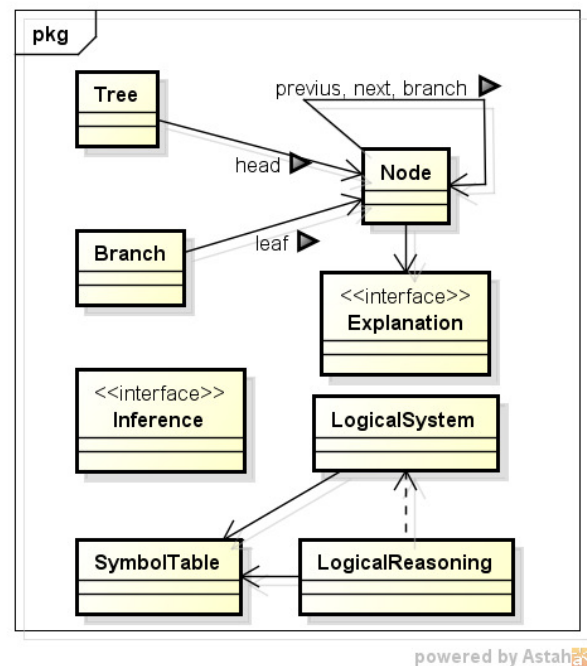 pkg
Tree
previus, next, branch
head
Node
Branch
leaf
<<interface>>
Explanation
<<interface>>
Inference
LogicalSystem
SymbolTable
LogicalReasoning
powered by Astah